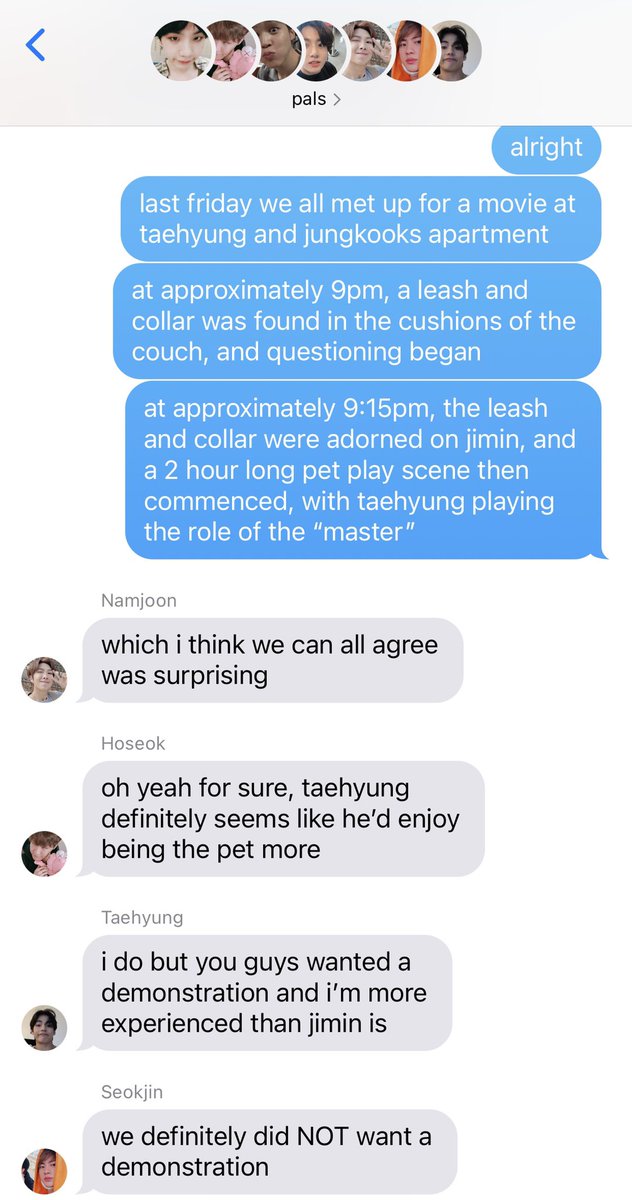 pals
alright
last friday we all met up for a movie at
taehyung and jungkooks apartment
at approximately 9pm, a leash and
collar was found in the cushions of the
couch, and questioning began
at approximately 9:15pm, the leash
and collar were adorned on jimin, and
a 2 hour long pet play scene then
commenced, with taehyung playing
the role of the “master”
Namjoon
which i think we can all agree
was surprising
Hoseok
oh yeah for sure, taehyung
definitely seems like he’d enjoy
being the pet more
Taehyung
i do but you guys wanted a
demonstration and i’m more
experienced than jimin is
Seokjin
we definitely did NOT want a
demonstration